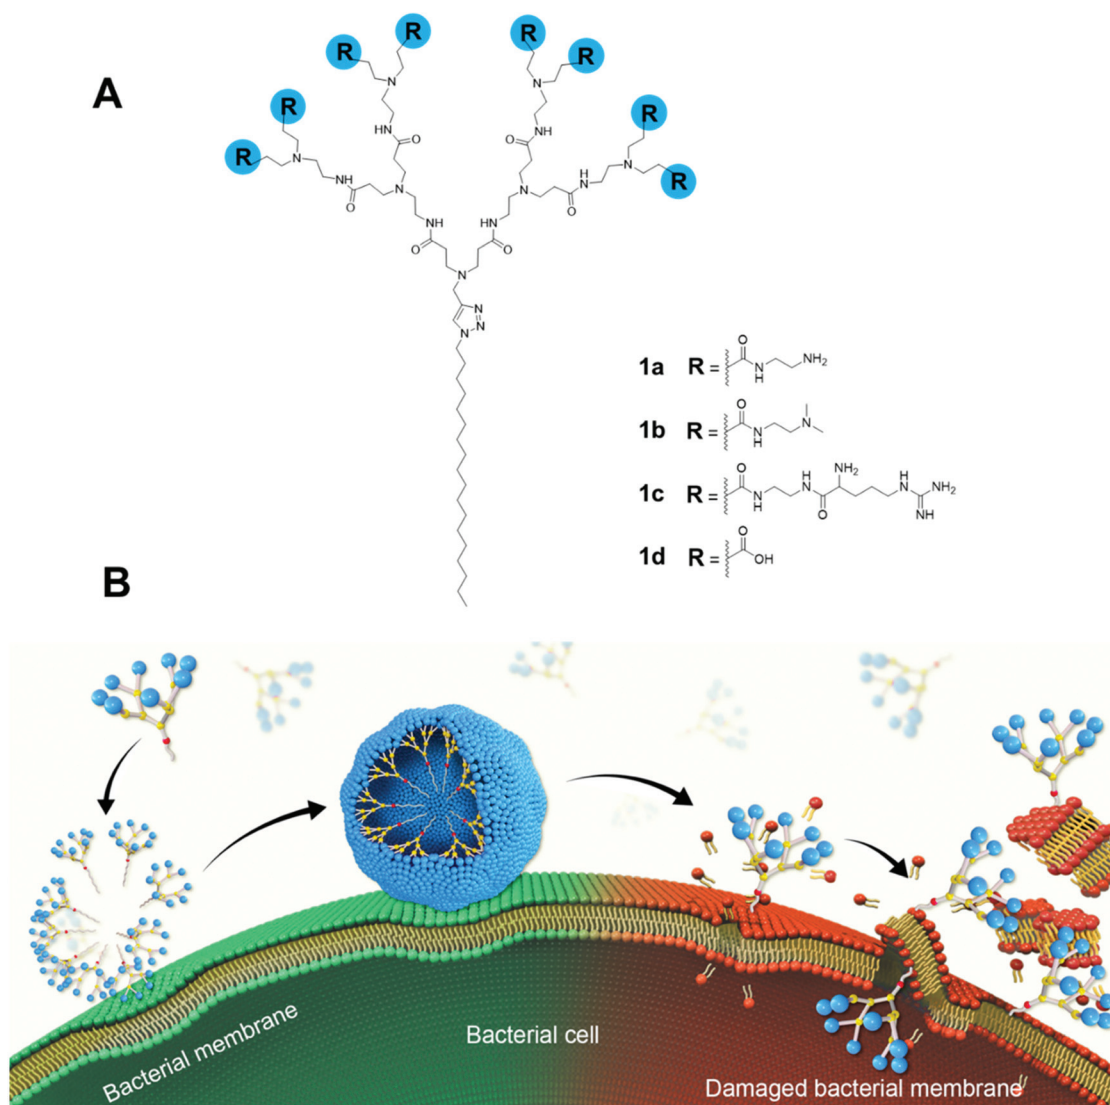 A
R
R
R
R
R
R
R
R
N
N
N
N
HN
O
NH
O
NH
O
HN
O
N
N
NH
O
HN
O
N
N
N
N
1a R = O N H NH2
1b R = O N H N
1c R = O N H H N O NH2 H N NH2 NH
1d R = O OH
B
Bacterial membrane
Bacterial cell
Damaged bacterial membrane